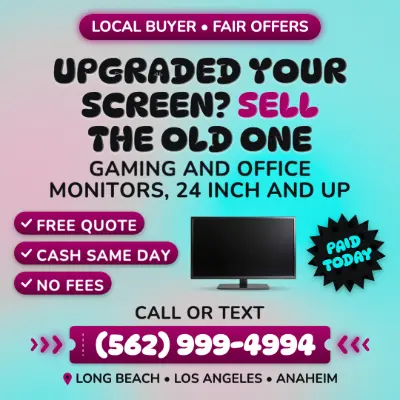 LOCAL BUYER • FAIR OFFERS
UPGRADED YOUR
SCREEN? SELL
THE OLD ONE
GAMING AND OFFICE
MONITORS, 24 INCH AND UP
FREE QUOTE
CASH SAME DAY
NO FEES
PAID
TODAY
CALL OR TEXT
(562) 999-4994
LONG BEACH • LOS ANGELES • ANAHEIM